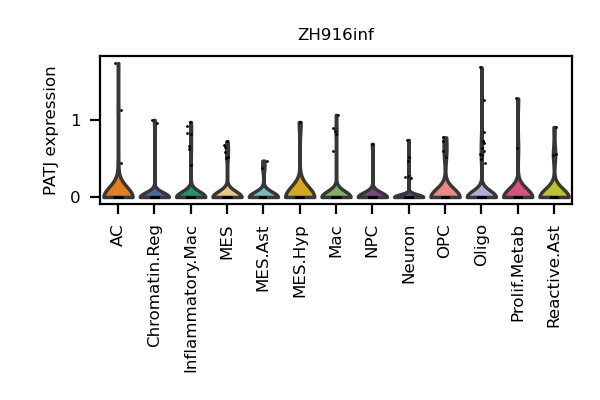 ZH916inf
PATJ expression
1
0
AC
Chromatin.Reg
Inflammatory.Mac
MES
MES.Ast
MES.Hyp
Mac
NPC
Neuron
OPC
Oligo
Prolif.Metab
Reactive.Ast